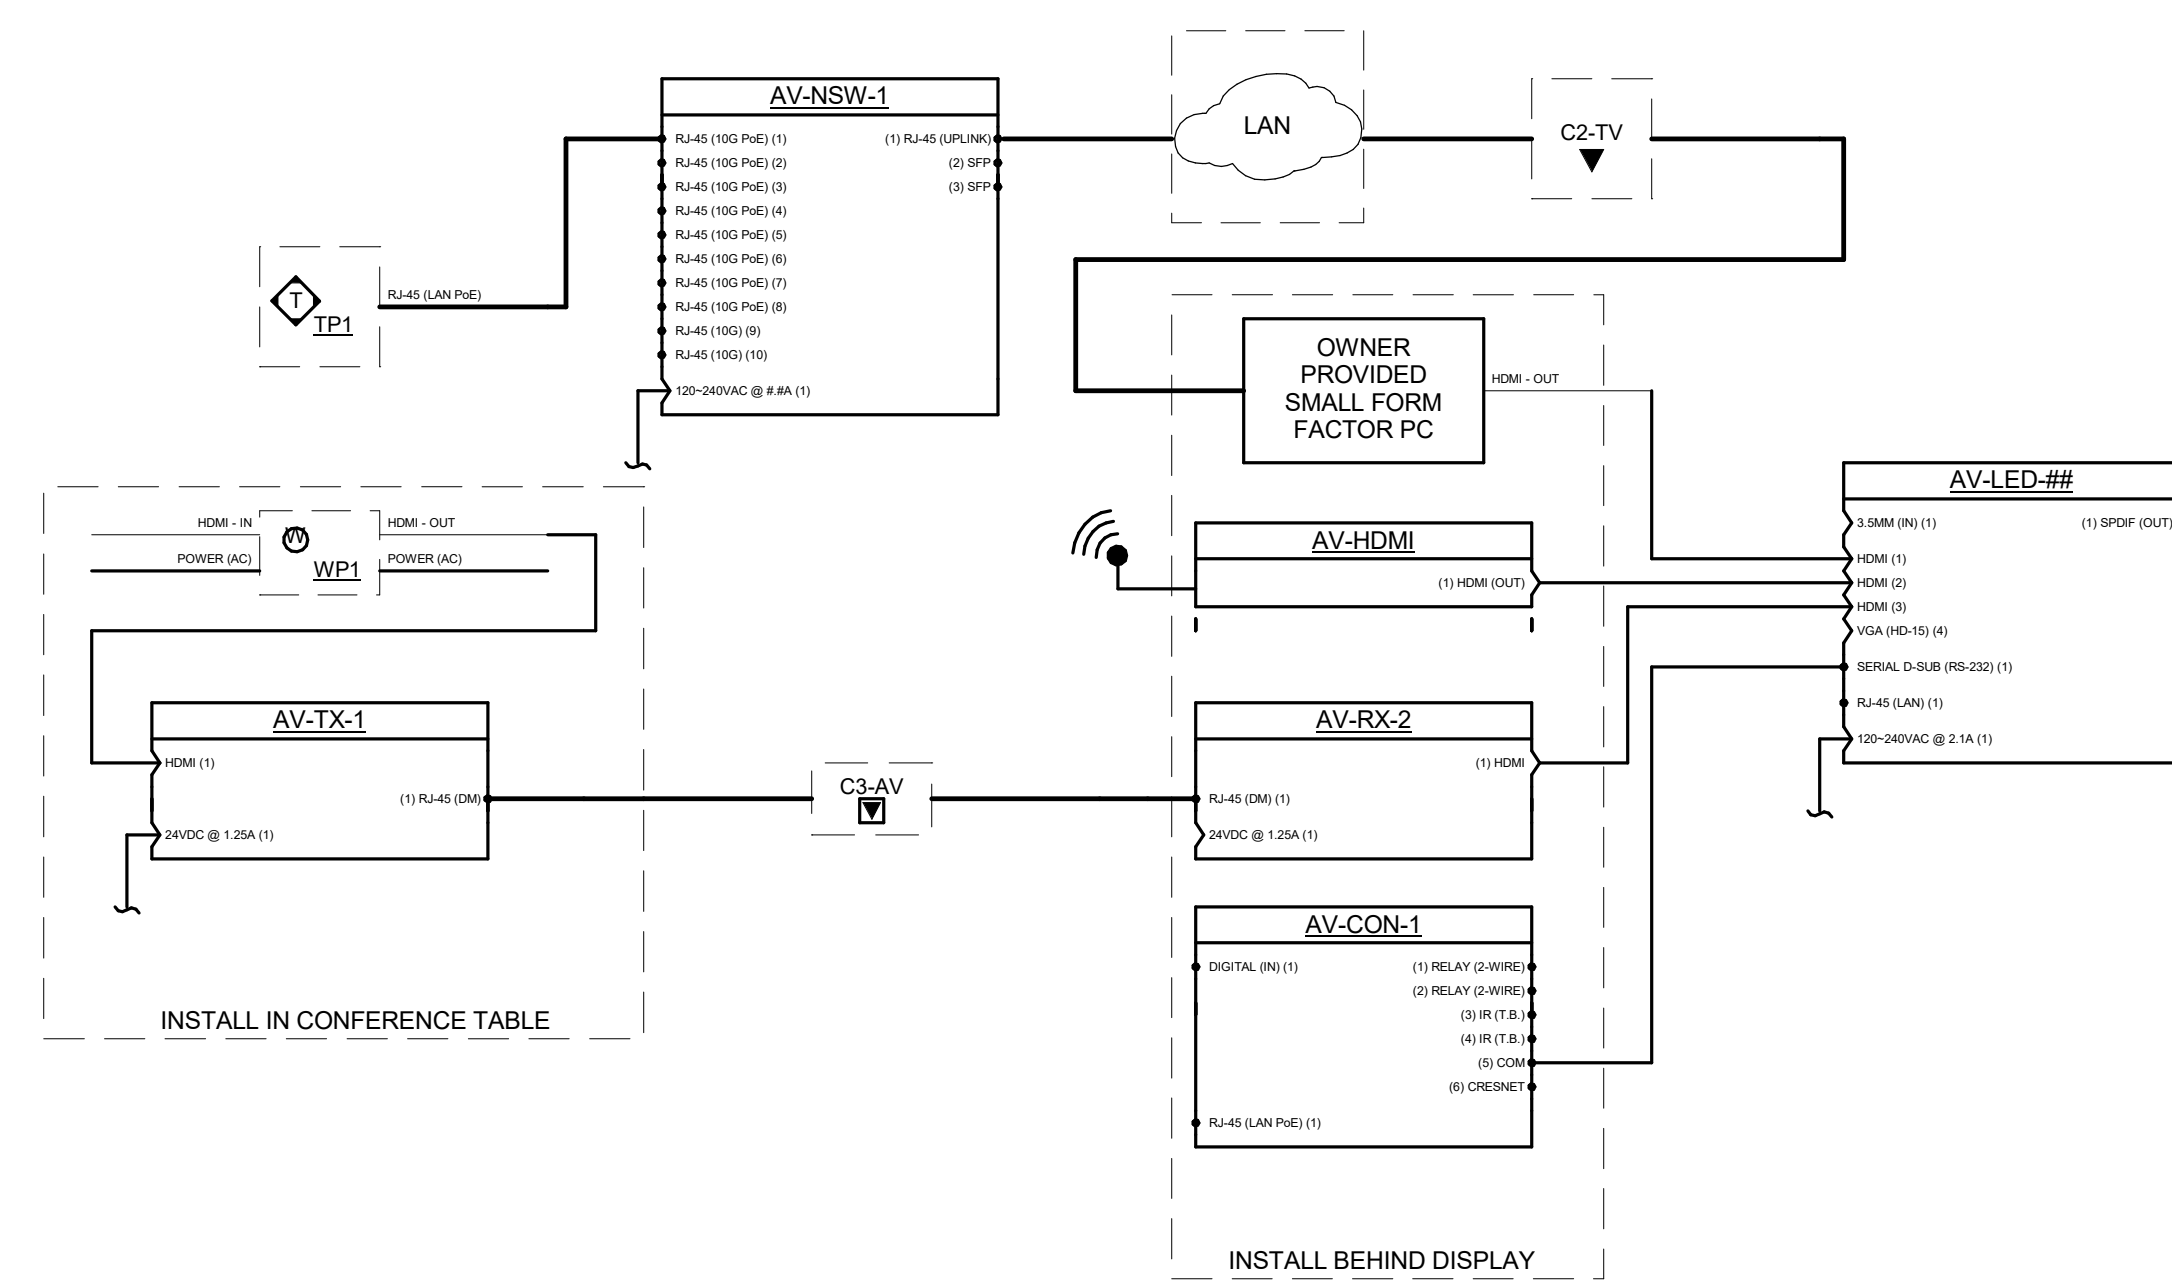 AV-NSW-1
RJ-45 (10G PoE) (1)
(1) RJ-45 (UPLINK)
RJ-45 (10G PoE) (2)
(2) SFP
RJ-45 (10G PoE) (3)
(3) SFP
RJ-45 (10G PoE) (4)
RJ-45 (10G PoE) (5)
RJ-45 (10G PoE) (6)
RJ-45 (10G PoE) (7)
RJ-45 (10G PoE) (8)
RJ-45 (10G) (9)
RJ-45 (10G) (10)
120~240VAC @ #.#A (1)
LAN
C2-TV
T
TP1
RJ-45 (LAN PoE)
OWNER
PROVIDED
SMALL FORM
FACTOR PC
HDMI - OUT
HDMI - IN
POWER (AC)
W
WP1
HDMI - OUT
POWER (AC)
AV-TX-1
HDMI (1)
(1) RJ-45 (DM)
24VDC @ 1.25A (1)
INSTALL IN CONFERENCE TABLE
C3-AV
AV-HDMI
(1) HDMI (OUT)
AV-RX-2
(1) HDMI
RJ-45 (DM) (1)
24VDC @ 1.25A (1)
AV-CON-1
DIGITAL (IN) (1)
(1) RELAY (2-WIRE)
(2) RELAY (2-WIRE)
(3) IR (T.B.)
(4) IR (T.B.)
(5) COM
(6) CRESNET
RJ-45 (LAN PoE) (1)
INSTALL BEHIND DISPLAY
AV-LED-##
3.5MM (IN) (1)
(1) SPDIF (OUT)
HDMI (1)
HDMI (2)
HDMI (3)
VGA (HD-15) (4)
SERIAL D-SUB (RS-232) (1)
RJ-45 (LAN) (1)
120~240VAC @ 2.1A (1)